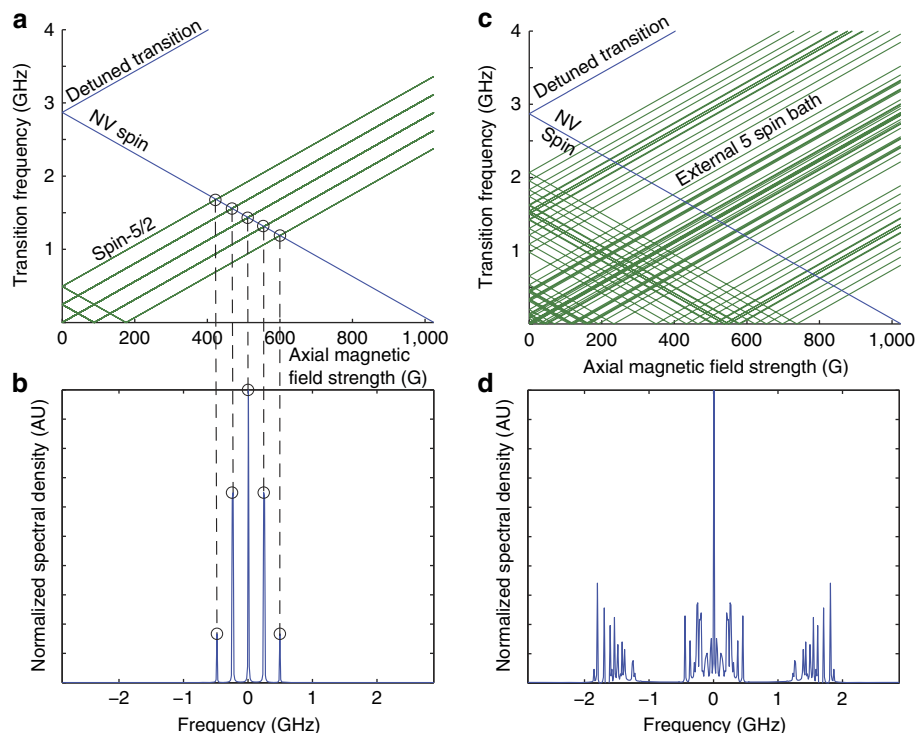 a
Transition frequency (GHz)
4
3
2
1
Detuned transition
NV spin
Spin-5/2
0
200
400
600
800
1,000
Axial magnetic
field strength (G)
b
Normalized spectral density (AU)
−2
−1
0
1
2
Frequency (GHz)
c
Transition frequency (GHz)
4
3
2
1
Detuned transition
NV
Spin
External 5 spin bath
0
200
400
600
800
1,000
Axial magnetic field strength (G)
d
Normalized spectral density (AU)
−2
−1
0
1
2
Frequency (GHz)